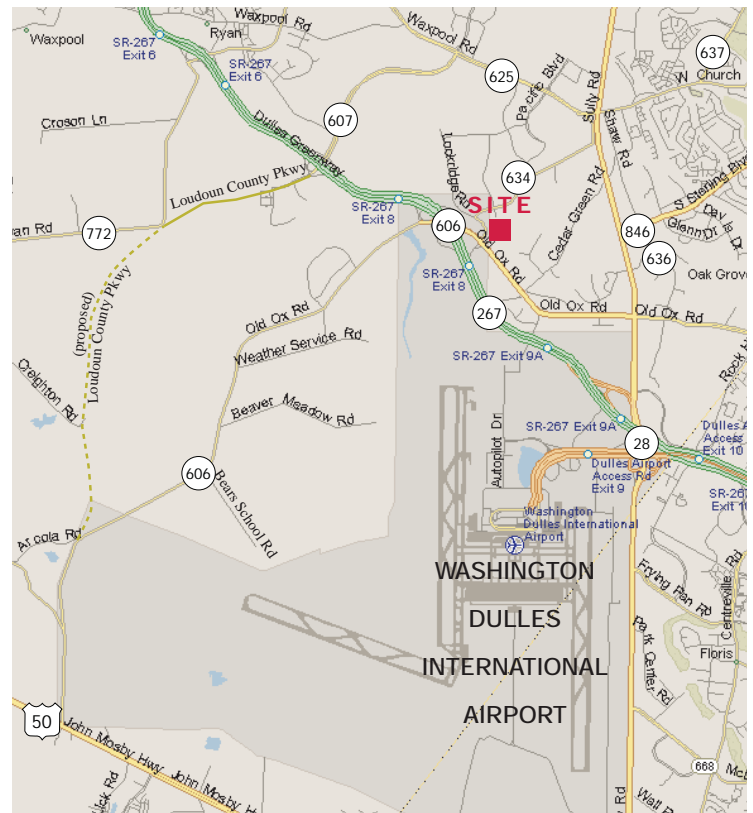 Waxpool Rd
Waxpool
Ryan
SR-267
Exit 6
SR-267
Exit 6
Waxpool Rd
625
Pacific Blvd
637
W Church
Sully Rd
Shaw Rd
Croson Ln
607
Dulles Greenway
Lockridge Rd
634
Loudoun County Pkwy
SR-267
Exit 8
SITE
606
Cedar Green Rd
S Sterling Blvd
Davis Dr
Glenn Dr
846
636
772
Old Ox Rd
SR-267
Exit 8
Oak Grove
(proposed)
Loudoun County Pkwy
267
Old Ox Rd
Old Ox Rd
Old Ox Rd
Weather Service Rd
SR-267 Exit 9A
Creighton Rd
Beaver Meadow Rd
Autopilot Dr
SR-267 Exit 9A
28
Dulles Airport
Access Rd
Exit 9
Exit 10
606
Bears School Rd
Washington
Dulles International
Airport
Arcola Rd
WASHINGTON
DULLES
INTERNATIONAL
AIRPORT
Frying Pan Rd
Centreville Rd
Park Center Rd
Floris
50
John Mosby Hwy
John Mosby Hwy
668